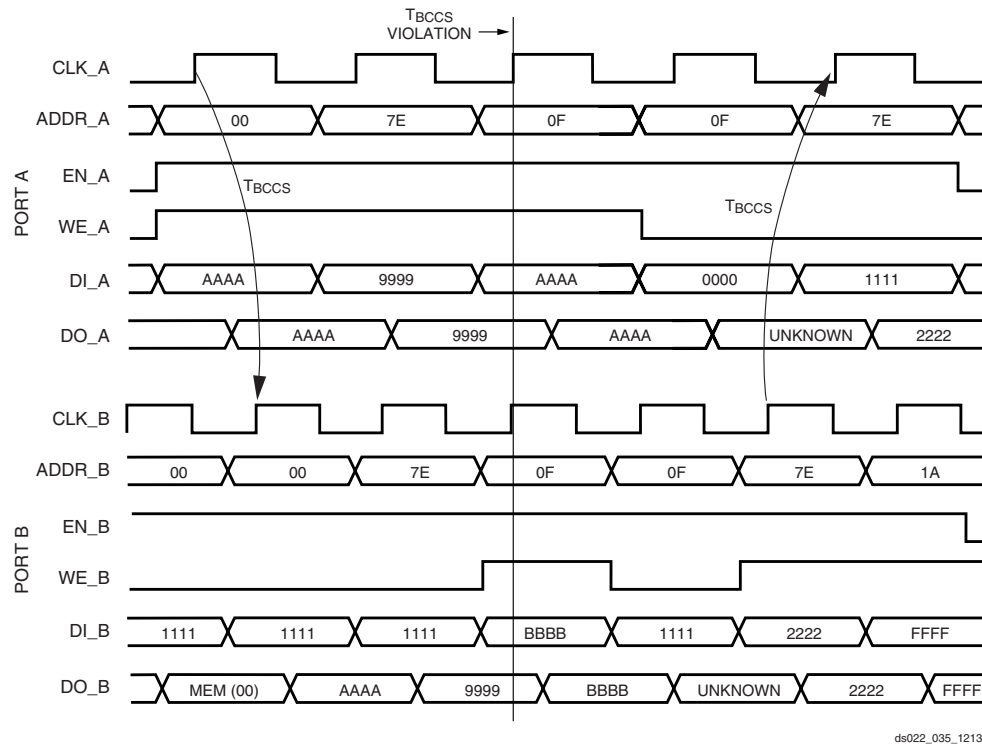 TBCCS
VIOLATION
CLK_A
ADDR_A 00 7E 0F 0F 7E
PORT A
EN_A
TBCCS
TBCCS
WE_A
DI_A AAAA 9999 AAAA 0000 1111
DO_A AAAA 9999 AAAA UNKNOWN 2222
CLK_B
ADDR_B 00 00 7E 0F 0F 7E 1A
PORT B
EN_B
WE_B
DI_B 1111 1111 1111 BBBB 1111 2222 FFFF
DO_B MEM (00) AAAA 9999 BBBB UNKNOWN 2222 FFFF
ds022_035_1213